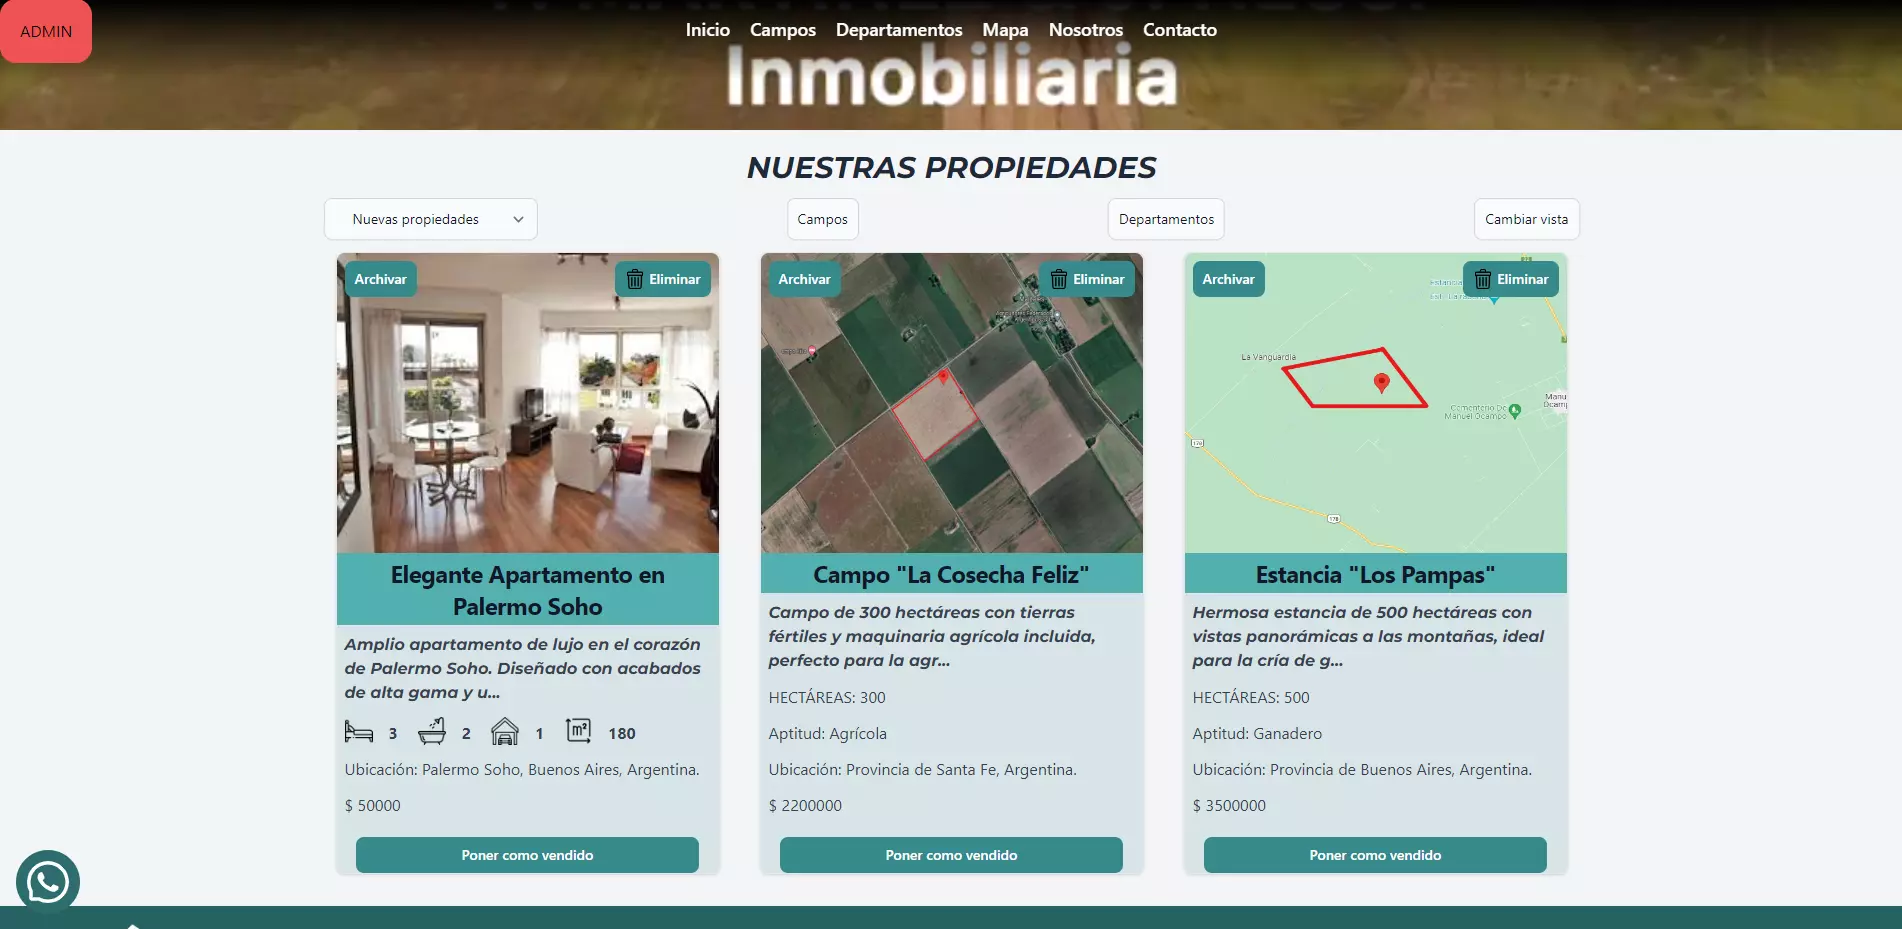 ADMIN
Inicio Campos Departamentos Mapa Nosotros Contacto
Inmobiliaria
NUESTRAS PROPIEDADES
Nuevas propiedades
Campos
Departamentos
Cambiar vista
Archivar
Eliminar
Elegante Apartamento en
Palermo Soho
Amplio apartamento de lujo en el corazón
de Palermo Soho. Diseñado con acabados
de alta gama y u...
3 2 1 m² 180
Ubicación: Palermo Soho, Buenos Aires, Argentina.
$ 50000
Poner como vendido
Archivar
Eliminar
Campo "La Cosecha Feliz"
Campo de 300 hectáreas con tierras
fértiles y maquinaria agrícola incluida,
perfecto para la agr...
HECTÁREAS: 300
Aptitud: Agrícola
Ubicación: Provincia de Santa Fe, Argentina.
$ 2200000
Poner como vendido
Archivar
Eliminar
Estancia
La Vanguardia
Cementerio De
Manuel Ocampo
Manu
Ocamp
178
178
Estancia "Los Pampas"
Hermosa estancia de 500 hectáreas con
vistas panorámicas a las montañas, ideal
para la cría de g...
HECTÁREAS: 500
Aptitud: Ganadero
Ubicación: Provincia de Buenos Aires, Argentina.
$ 3500000
Poner como vendido